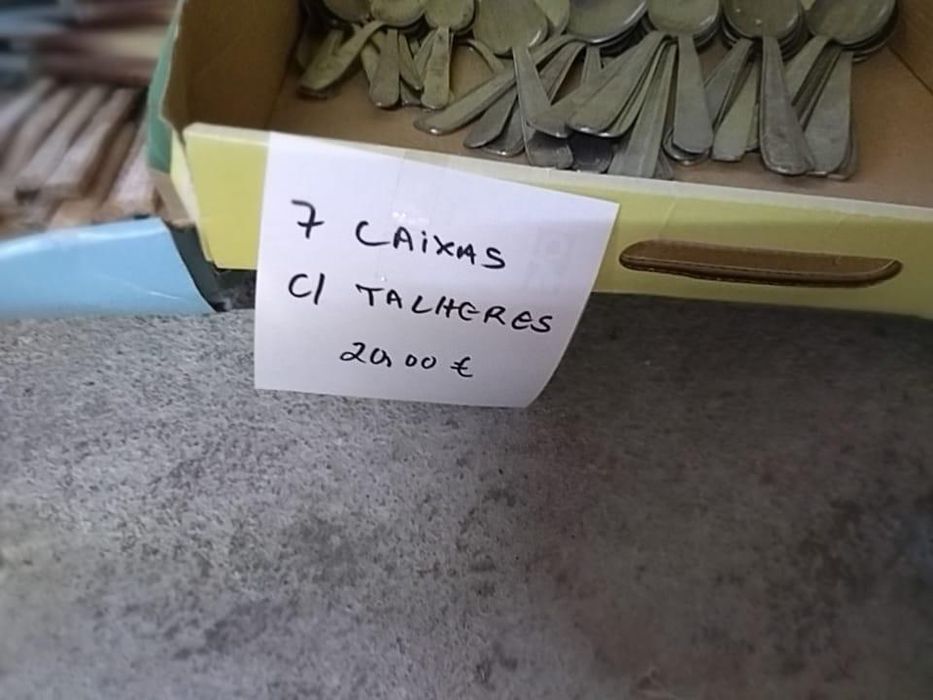 7 CAiXAS
C/ TALHERES
20,00 €